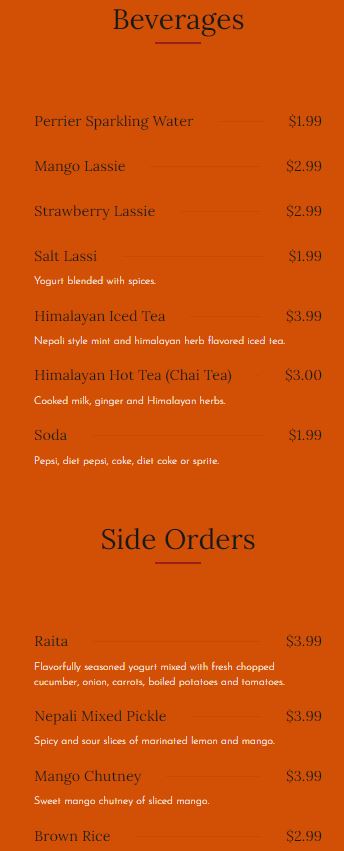 Beverages
Perrier Sparkling Water $1.99
Mango Lassie $2.99
Strawberry Lassie $2.99
Salt Lassi $1.99
Yogurt blended with spices.
Himalayan Iced Tea $3.99
Nepali style mint and himalayan herb flavored iced tea.
Himalayan Hot Tea (Chai Tea) $3.00
Cooked milk, ginger and Himalayan herbs.
Soda $1.99
Pepsi, diet pepsi, coke, diet coke or sprite.
Side Orders
Raita $3.99
Flavorfully seasoned yogurt mixed with fresh chopped
cucumber, onion, carrots, boiled potatoes and tomatoes.
Nepali Mixed Pickle $3.99
Spicy and sour slices of marinated lemon and mango.
Mango Chutney $3.99
Sweet mango chutney of sliced mango.
Brown Rice $2.99